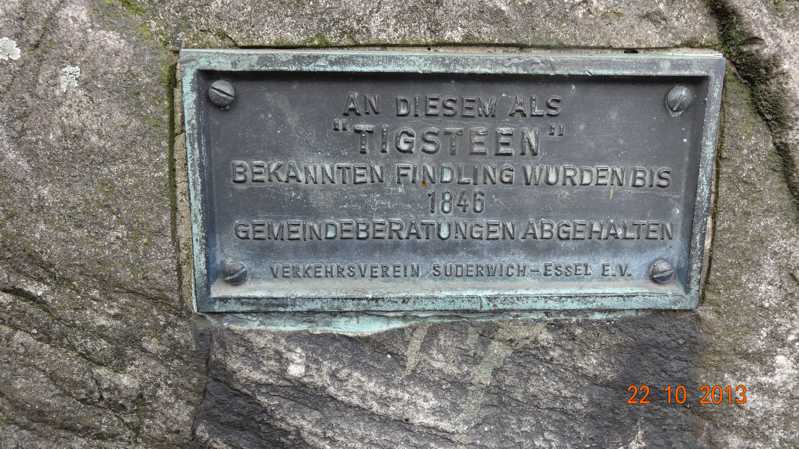 AN DIESEM ALS
"TIGSTEEN"
BEKANNTEN FINDLING WURDEN BIS
1846
GEMEINDEBERATUNGEN ABGEHALTEN
VERKEHRSVEREIN SUDERWICH-ESSEL E.V.
22 10 2013